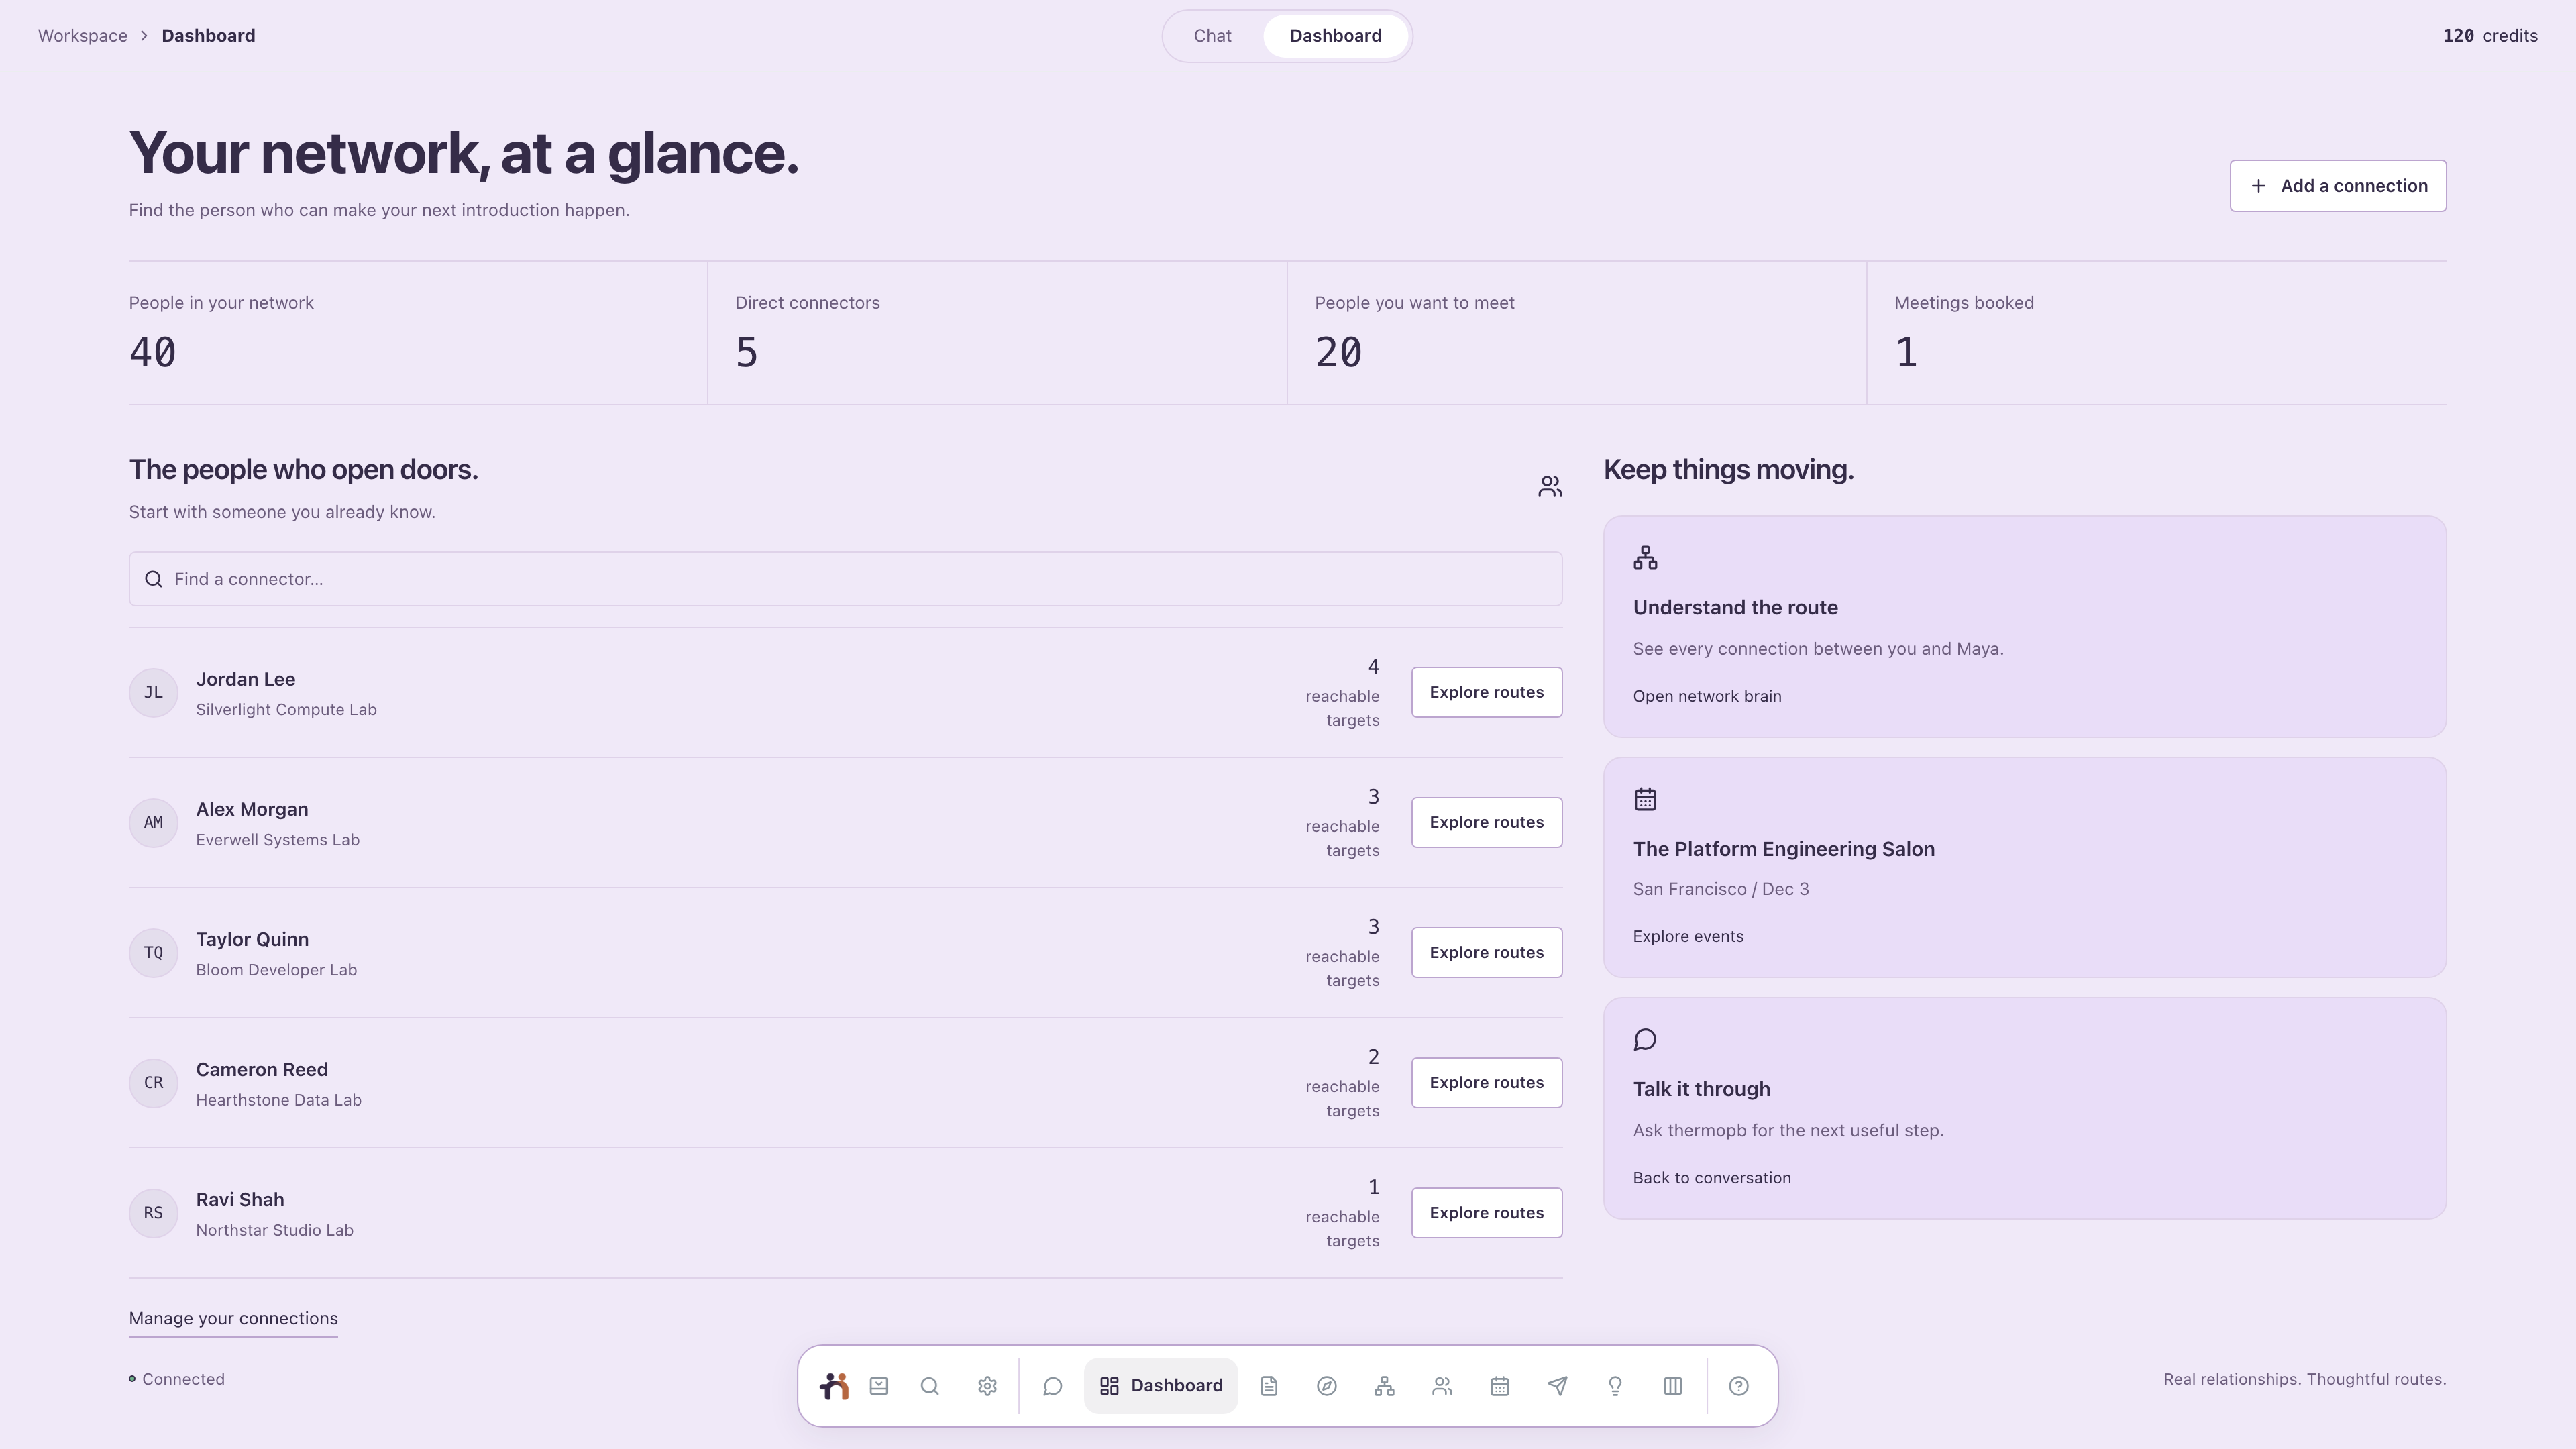 Workspace > Dashboard
Chat
Dashboard
120 credits
Your network, at a glance.
Find the person who can make your next introduction happen.
+ Add a connection
People in your network
40
Direct connectors
5
People you want to meet
20
Meetings booked
1
The people who open doors.
Start with someone you already know.
Find a connector...
JL
Jordan Lee
Silverlight Compute Lab
4
reachable
targets
Explore routes
AM
Alex Morgan
Everwell Systems Lab
3
reachable
targets
Explore routes
TQ
Taylor Quinn
Bloom Developer Lab
3
reachable
targets
Explore routes
CR
Cameron Reed
Hearthstone Data Lab
2
reachable
targets
Explore routes
RS
Ravi Shah
Northstar Studio Lab
1
reachable
targets
Explore routes
Manage your connections
Keep things moving.
Understand the route
See every connection between you and Maya.
Open network brain
The Platform Engineering Salon
San Francisco / Dec 3
Explore events
Talk it through
Ask thermopb for the next useful step.
Back to conversation
Connected
Dashboard
Real relationships. Thoughtful routes.